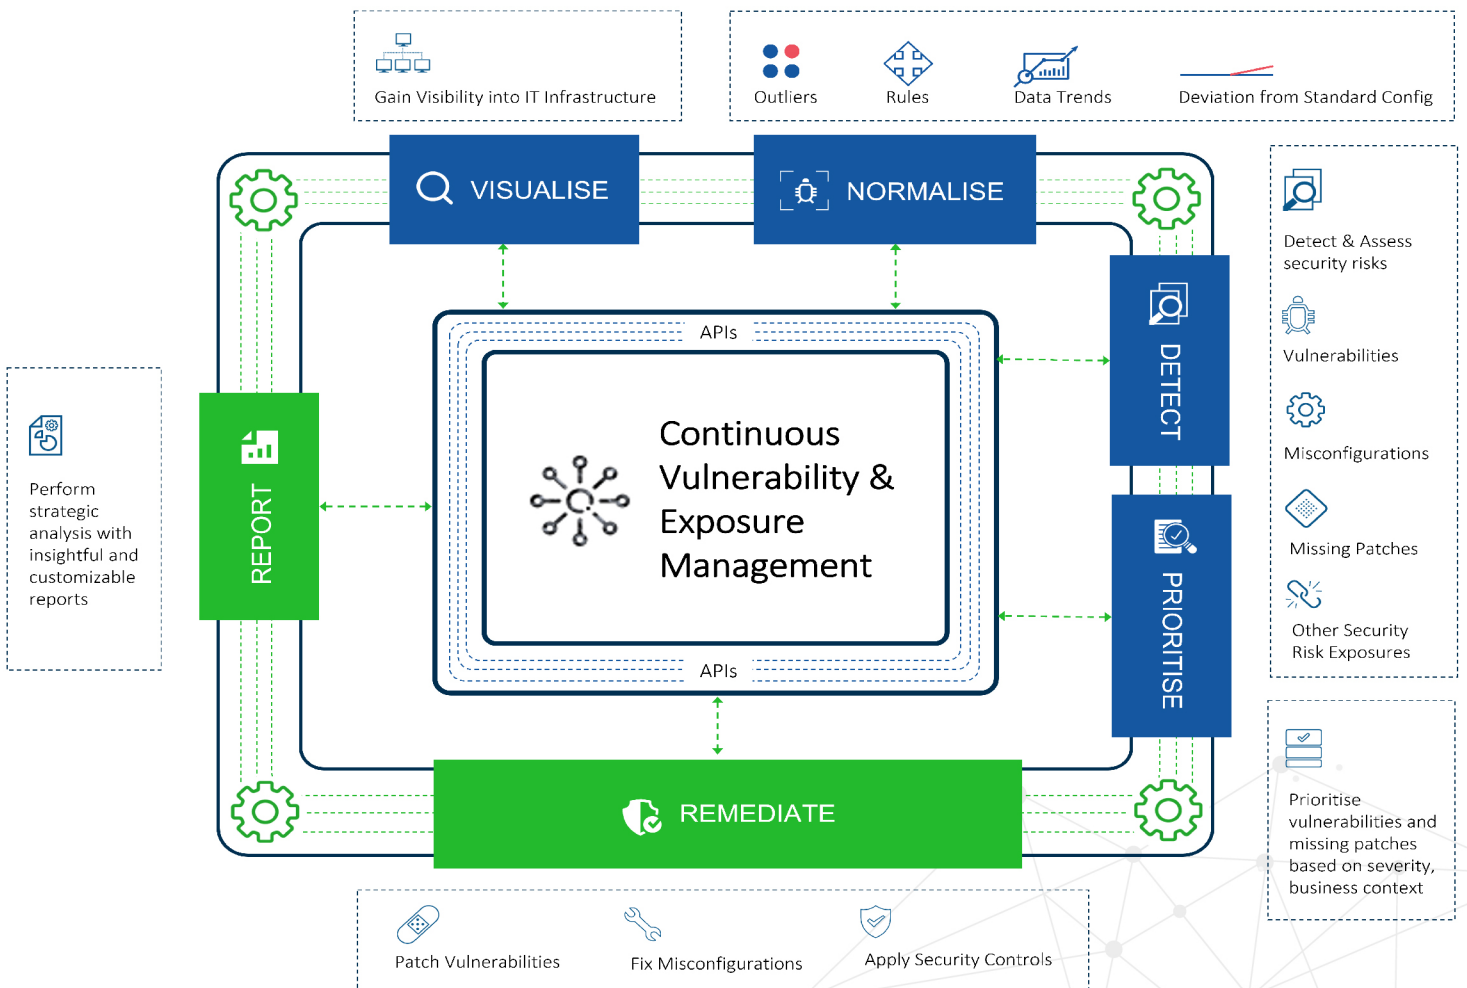 Gain Visibility into IT Infrastructure
Outliers
Rules
Data Trends
Deviation from Standard Config
VISUALISE
NORMALISE
Detect & Assess
security risks
Vulnerabilities
Misconfigurations
Missing Patches
Other Security
Risk Exposures
DETECT
PRIORITISE
APIs
Continuous
Vulnerability &
Exposure
Management
APIs
REPORT
Perform
strategic
analysis with
insightful and
customizable
reports
Prioritise
vulnerabilities and
missing patches
based on severity,
business context
REMEDIATE
Patch Vulnerabilities
Fix Misconfigurations
Apply Security Controls